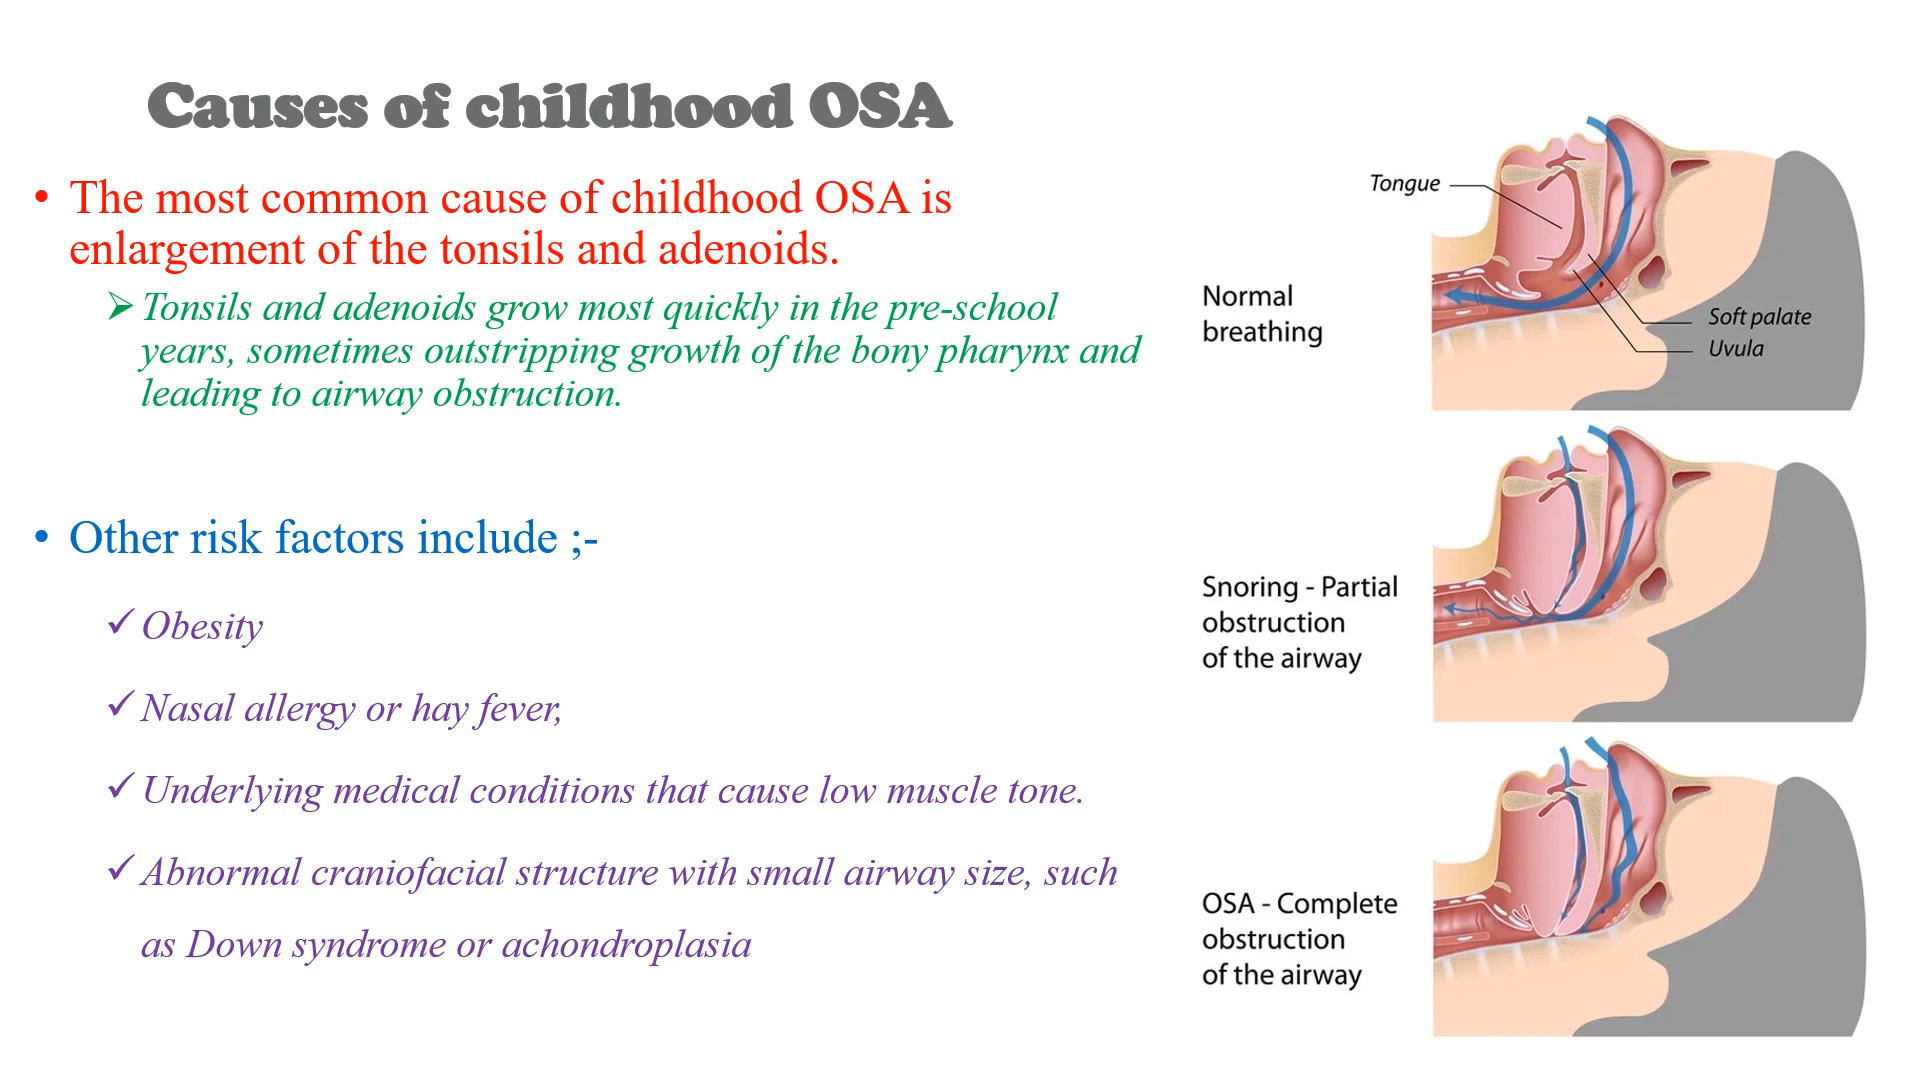 Causes of childhood OSA
• The most common cause of childhood OSA is
enlargement of the tonsils and adenoids.
➢ Tonsils and adenoids grow most quickly in the pre-school
years, sometimes outstripping growth of the bony pharynx and
leading to airway obstruction.
• Other risk factors include ;-
✓ Obesity
✓ Nasal allergy or hay fever,
✓ Underlying medical conditions that cause low muscle tone.
✓ Abnormal craniofacial structure with small airway size, such
as Down syndrome or achondroplasia
Tongue
Normal
breathing
Soft palate
Uvula
Snoring - Partial
obstruction
of the airway
OSA - Complete
obstruction
of the airway